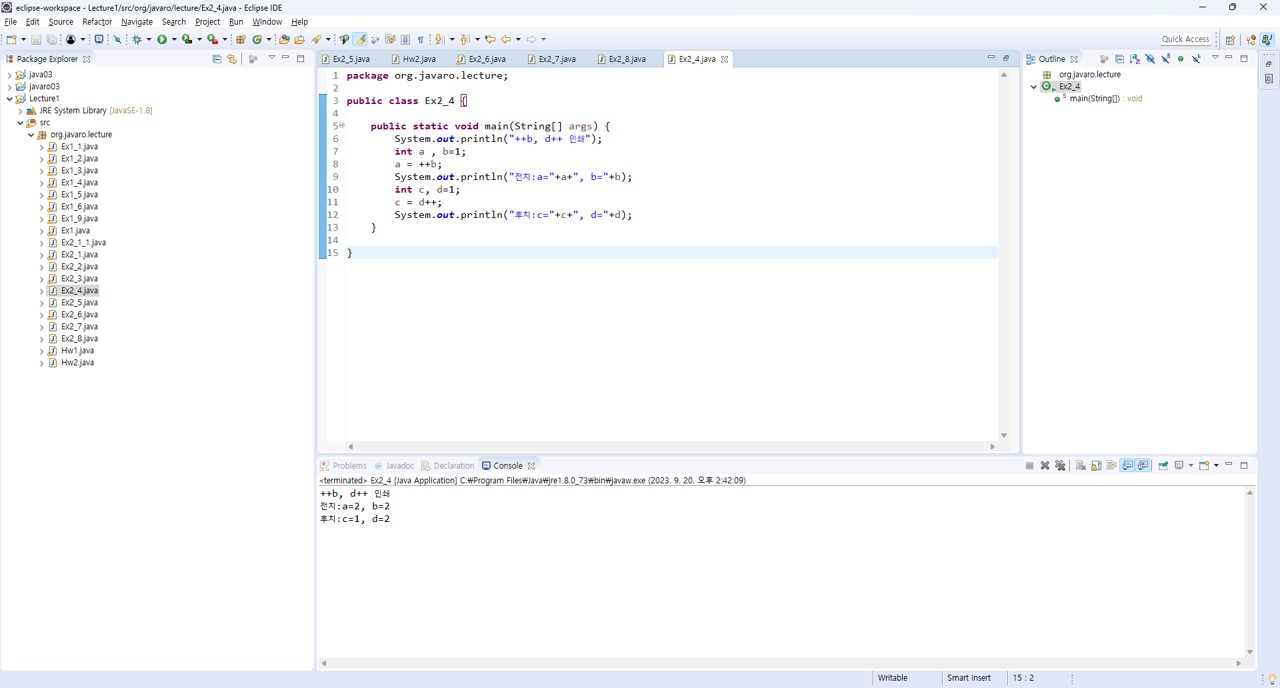 eclipse-workspace - Lecture1/src/org/javaro/lecture/Ex2_4.java - Eclipse IDE
File Edit Source Refactor Navigate Search Project Run Window Help
Quick Access
Package Explorer
java03
javaro03
Lecture1
JRE System Library [JavaSE-1.8]
src
org.javaro.lecture
Ex1_1.java
Ex1_2.java
Ex1_3.java
Ex1_4.java
Ex1_5.java
Ex1_6.java
Ex1_9.java
Ex1.java
Ex2_1_1.java
Ex2_1.java
Ex2_2.java
Ex2_3.java
Ex2_4.java
Ex2_5.java
Ex2_6.java
Ex2_7.java
Ex2_8.java
Hw1.java
Hw2.java
Ex2_5.java Hw2.java Ex2_6.java Ex2_7.java Ex2_8.java Ex2_4.java
1 package org.javaro.lecture;
2
3 public class Ex2_4 {
4
5 public static void main(String[] args) {
6 System.out.println("++b, d++ 인쇄");
7 int a , b=1;
8 a = ++b;
9 System.out.println("전치:a="+a+", b="+b);
10 int c, d=1;
11 c = d++;
12 System.out.println("후치:c="+c+", d="+d);
13 }
14
15 }
Outline
org.javaro.lecture
Ex2_4
S main(String[]) : void
Problems Javadoc Declaration Console
<terminated> Ex2_4 [Java Application] C:₩Program Files₩Java₩jre1.8.0_73₩bin₩javaw.exe (2023. 9. 20. 오후 2:42:09)
++b, d++ 인쇄
전치:a=2, b=2
후치:c=1, d=2
Writable Smart Insert 15 : 2